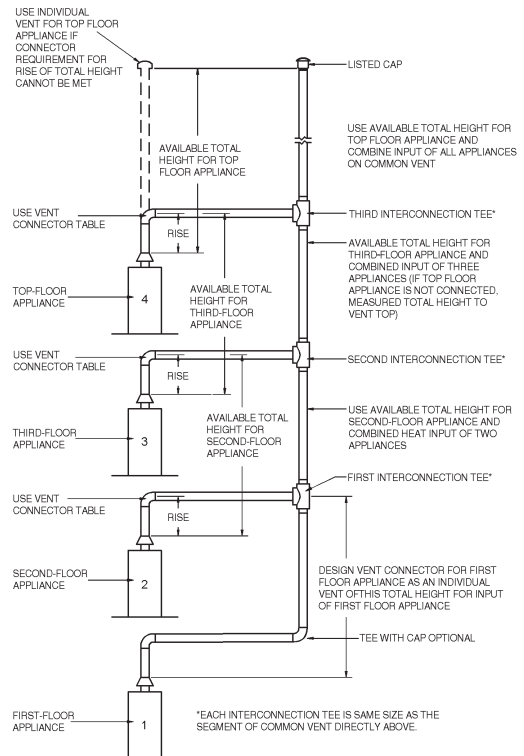 USE INDIVIDUAL
VENT FOR TOP FLOOR
APPLIANCE IF
CONNECTOR
REQUIREMENT FOR
RISE OF TOTAL HEIGHT
CANNOT BE MET
LISTED CAP
AVAILABLE TOTAL
HEIGHT FOR TOP
FLOOR APPLIANCE
USE AVAILABLE TOTAL HEIGHT FOR
TOP FLOOR APPLIANCE AND
COMBINE INPUT OF ALL APPLIANCES
ON COMMON VENT
USE VENT
CONNECTOR TABLE
RISE
THIRD INTERCONNECTION TEE*
AVAILABLE TOTAL HEIGHT FOR
THIRD-FLOOR APPLIANCE AND
COMBINED INPUT OF THREE
APPLIANCES (IF TOP FLOOR
APPLIANCE IS NOT CONNECTED,
MEASURED TOTAL HEIGHT TO
VENT TOP)
TOP-FLOOR
APPLIANCE
4
AVAILABLE TOTAL
HEIGHT FOR
THIRD-FLOOR
APPLIANCE
USE VENT
CONNECTOR TABLE
RISE
SECOND INTERCONNECTION TEE*
THIRD-FLOOR
APPLIANCE
3
AVAILABLE TOTAL
HEIGHT FOR
SECOND-FLOOR
APPLIANCE
USE AVAILABLE TOTAL HEIGHT FOR
SECOND-FLOOR APPLIANCE AND
COMBINED HEAT INPUT OF TWO
APPLIANCES
FIRST INTERCONNECTION TEE*
USE VENT
CONNECTOR TABLE
RISE
SECOND-FLOOR
APPLIANCE
2
DESIGN VENT CONNECTOR FOR FIRST
FLOOR APPLIANCE AS AN INDIVIDUAL
VENT OFTHIS TOTAL HEIGHT FOR INPUT
OF FIRST FLOOR APPLIANCE
TEE WITH CAP OPTIONAL
FIRST-FLOOR
APPLIANCE
1
*EACH INTERCONNECTION TEE IS SAME SIZE AS THE
SEGMENT OF COMMON VENT DIRECTLY ABOVE.